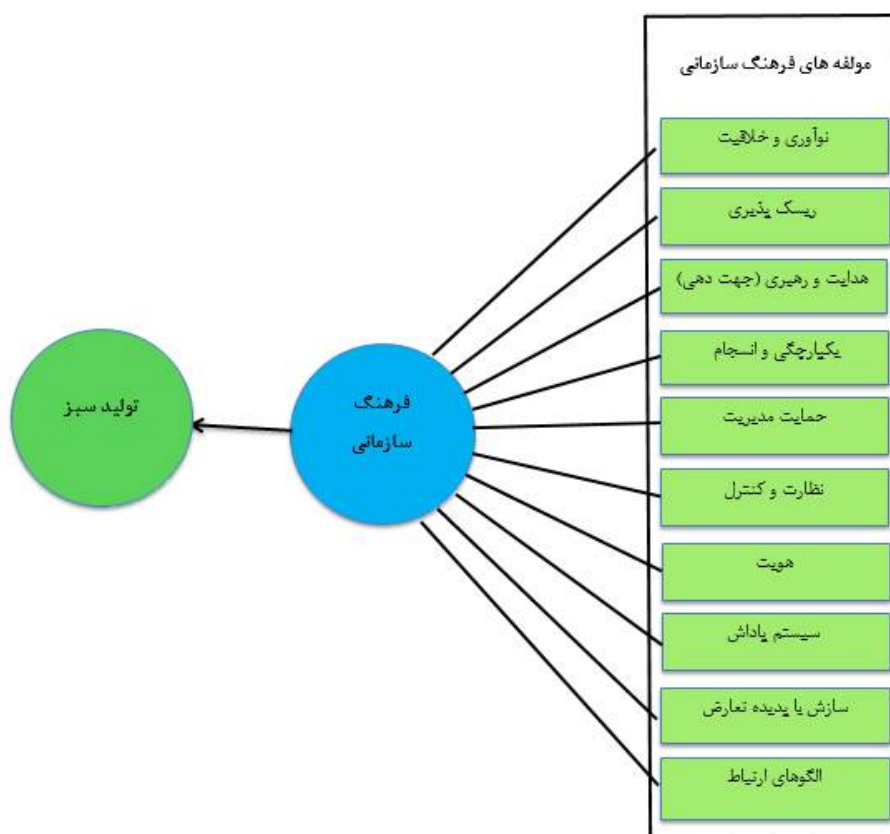 مولفه های فرهنگ سازمانی
نوآوری و خلاقیت
ریسک پذیری
هدایت و رهبری (جهت دهی)
یکپارچگی و انسجام
حمایت مدیریت
نظارت و کنترل
هویت
سیستم پاداش
سازش با پدیده تعارض
الگوهای ارتباط
فرهنگ
سازمانی
تولید سبز